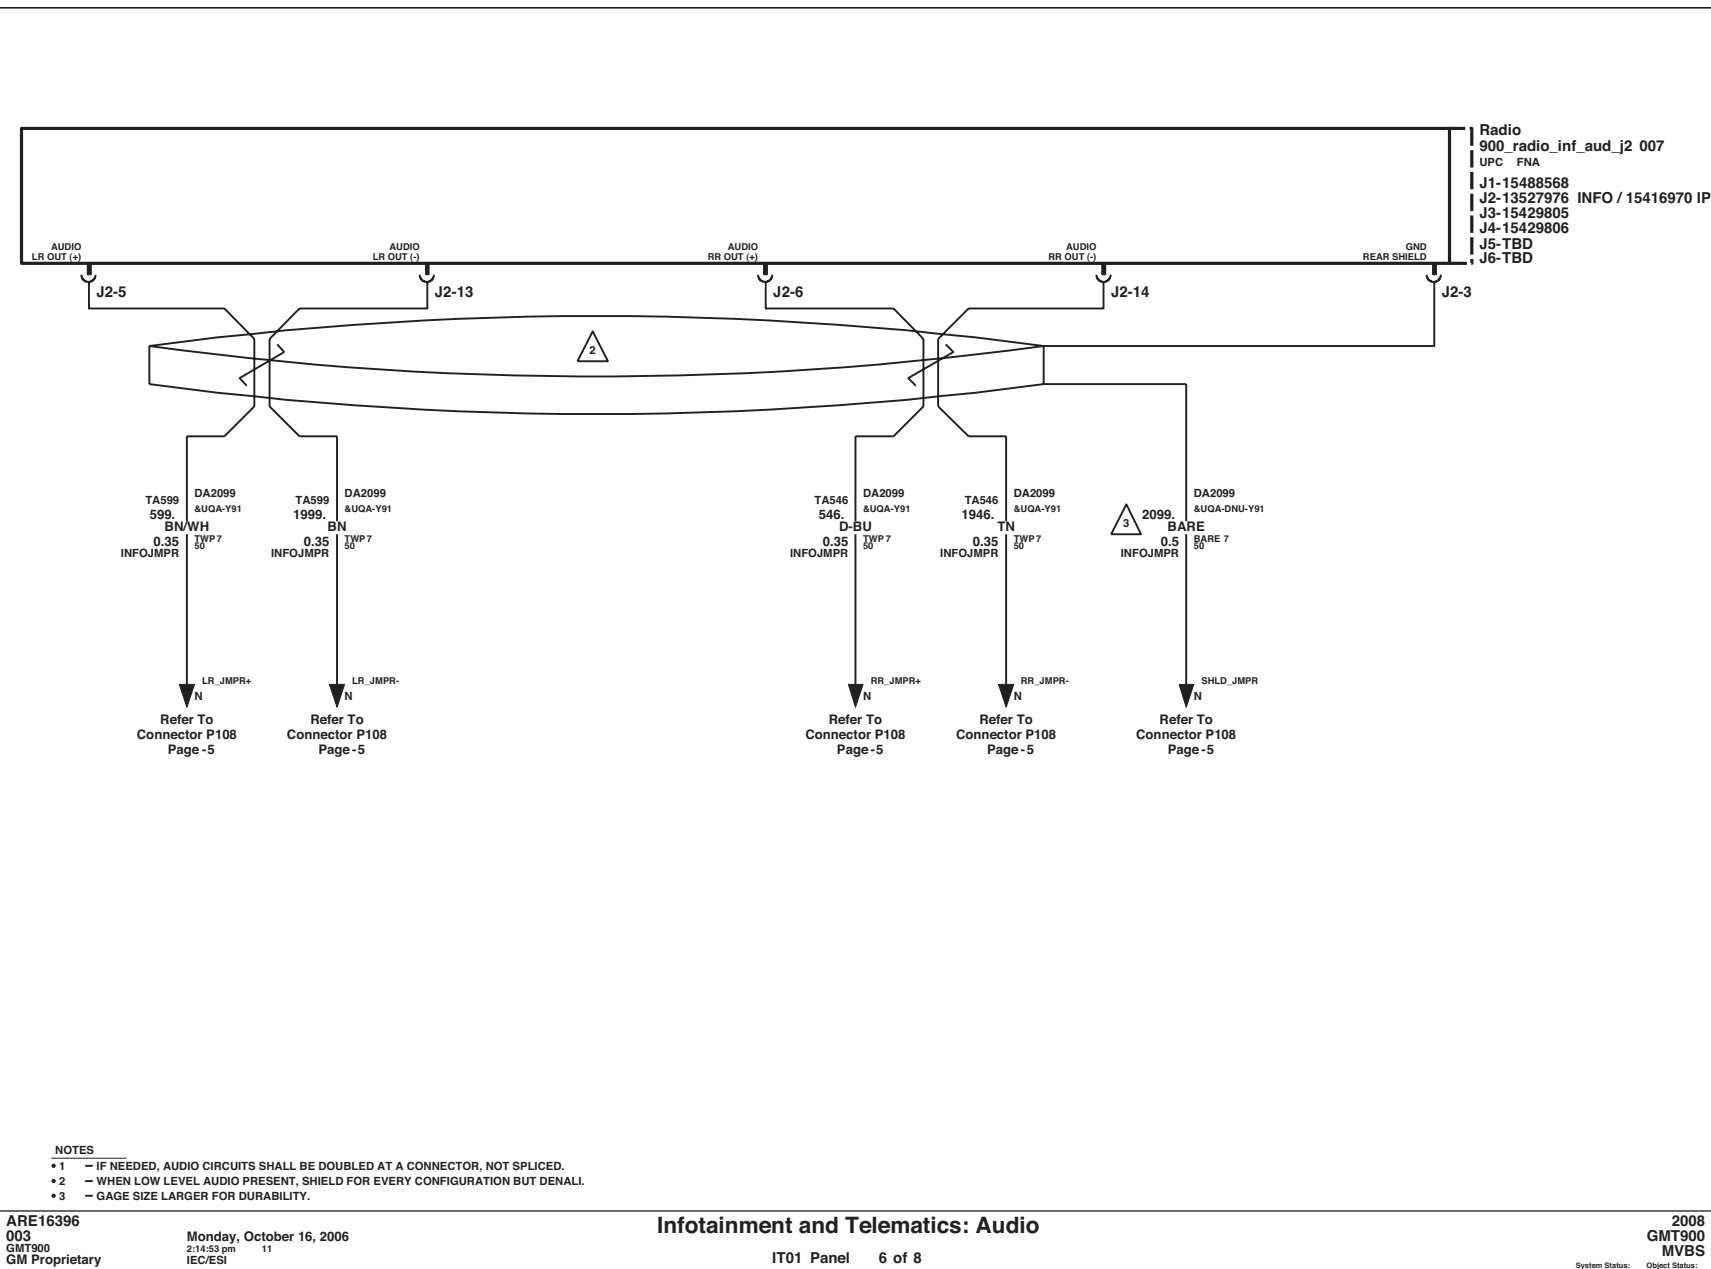 Radio
900_radio_inf_aud_j2 007
UPC FNA
J1-15488568
J2-13527976 INFO / 15416970 IP
J3-15429805
J4-15429806
J5-TBD
J6-TBD
AUDIO
LR OUT (+)
AUDIO
LR OUT (-)
AUDIO
RR OUT (+)
AUDIO
RR OUT (-)
GND
REAR SHIELD
J2-5
J2-13
J2-6
J2-14
J2-3
2
TA599
599.
BN/WH
0.35
INFOJMPR
DA2099
&UQA-Y91
TWP 7
50
TA599
1999.
BN
0.35
INFOJMPR
DA2099
&UQA-Y91
TWP 7
50
TA546
546.
D-BU
0.35
INFOJMPR
DA2099
&UQA-Y91
TWP 7
50
TA546
1946.
TN
0.35
INFOJMPR
DA2099
&UQA-Y91
TWP 7
50
3
2099.
BARE
0.5
INFOJMPR
DA2099
&UQA-DNU-Y91
BARE 7
50
LR_JMPR+
N
Refer To
Connector P108
Page - 5
LR_JMPR-
N
Refer To
Connector P108
Page - 5
RR_JMPR+
N
Refer To
Connector P108
Page - 5
RR_JMPR-
N
Refer To
Connector P108
Page - 5
SHLD_JMPR
N
Refer To
Connector P108
Page - 5
NOTES
• 1 – IF NEEDED, AUDIO CIRCUITS SHALL BE DOUBLED AT A CONNECTOR, NOT SPLICED.
• 2 – WHEN LOW LEVEL AUDIO PRESENT, SHIELD FOR EVERY CONFIGURATION BUT DENALI.
• 3 – GAGE SIZE LARGER FOR DURABILITY.
ARE16396
003
GMT900
GM Proprietary
Monday, October 16, 2006
2:14:53 pm 11
IEC/ESI
Infotainment and Telematics: Audio
IT01 Panel 6 of 8
2008
GMT900
MVBS
System Status: Object Status: